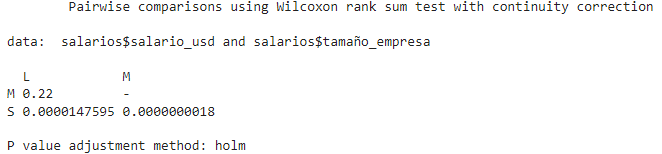 Pairwise comparisons using Wilcoxon rank sum test with continuity correction
data:  salarios$salario_usd and salarios$tamaño_empresa
L M
M 0.22 -
S 0.0000147595 0.0000000018
P value adjustment method: holm